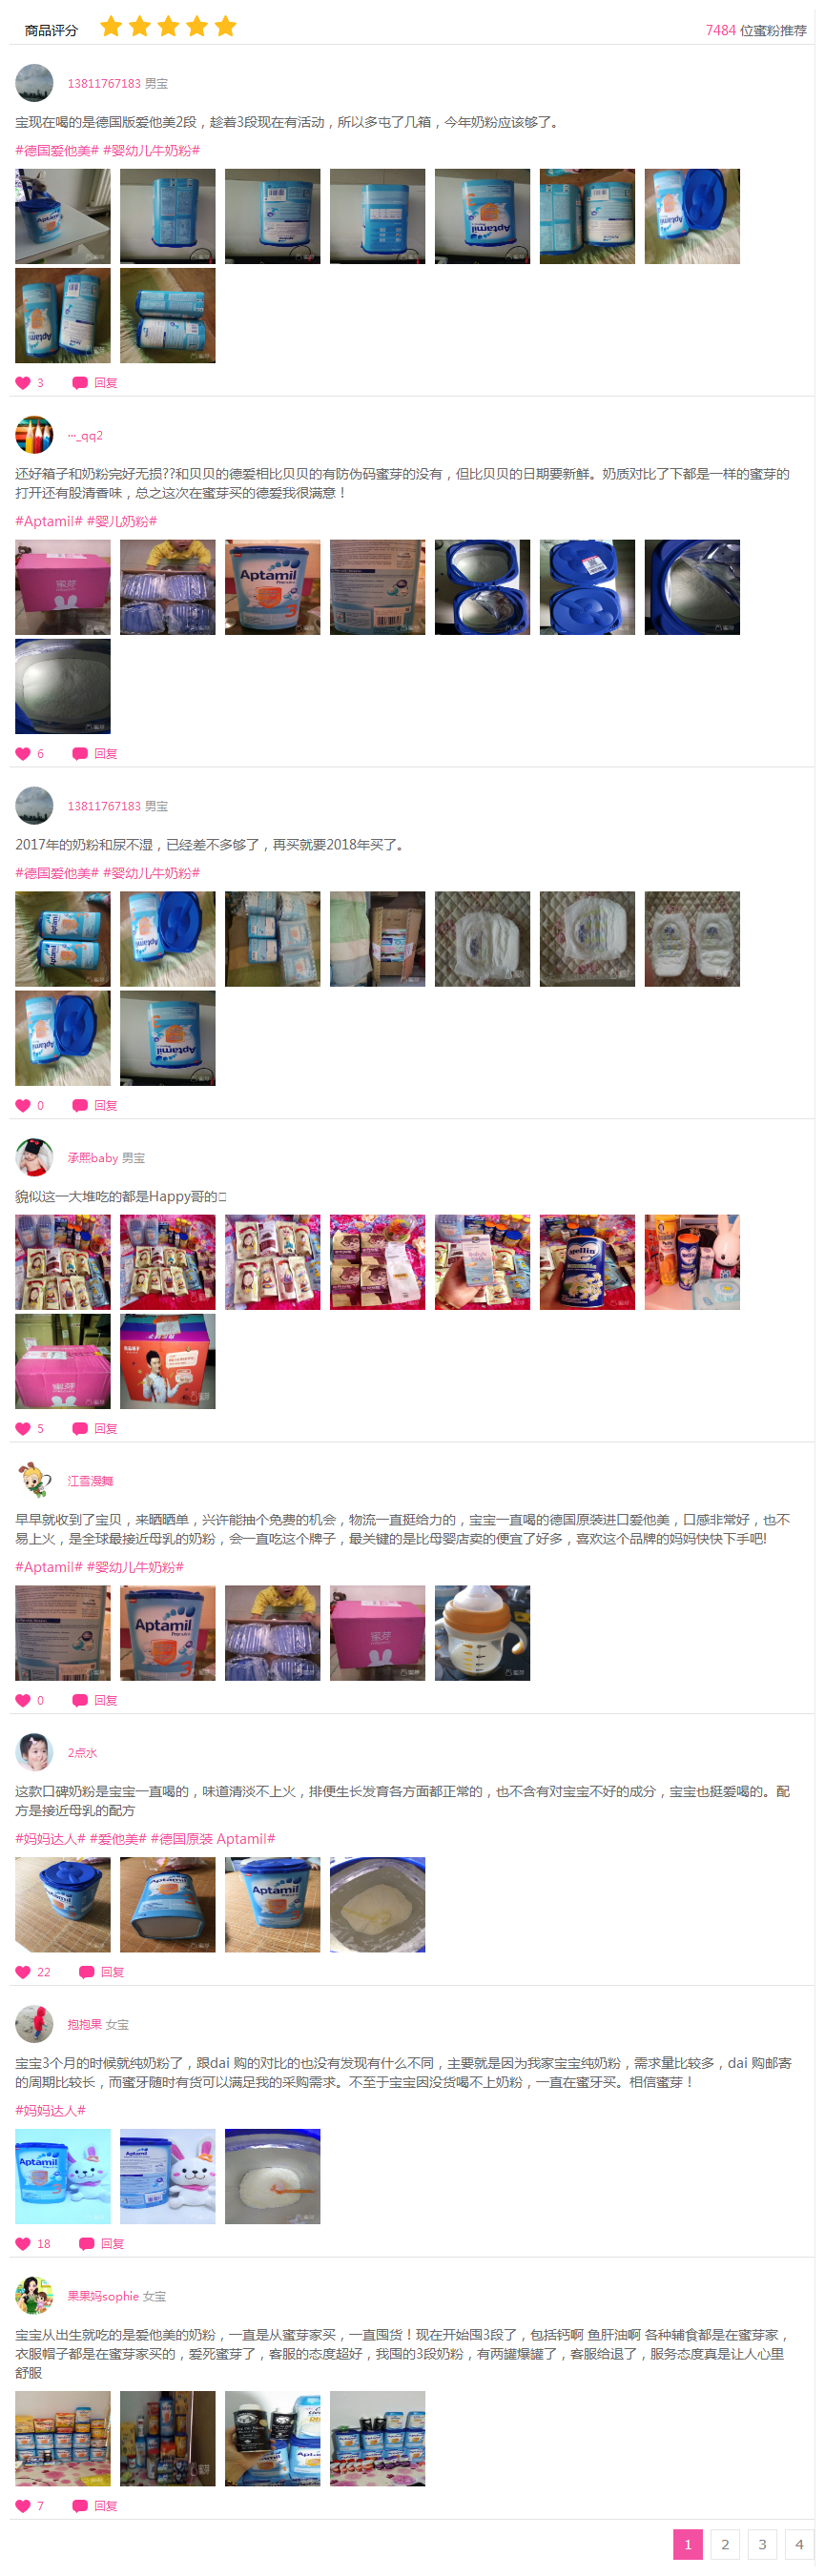 商品评分
7484 位蜜粉推荐
13811767183 男宝
宝现在喝的是德国版爱他美2段，趁着3段现在有活动，所以多屯了几箱，今年奶粉应该够了。
#德国爱他美# #婴幼儿牛奶粉#
3 回复
..._qq2
还好箱子和奶粉完好无损??和贝贝的德爱相比贝贝的有防伪码蜜芽的没有，但比贝贝的日期要新鲜。奶质对比了下都是一样的蜜芽的
打开还有股清香味，总之这次在蜜芽买的德爱我很满意！
#Aptamil# #婴儿奶粉#
Aptamil
3
6 回复
13811767183 男宝
2017年的奶粉和尿不湿，已经差不多够了，再买就要2018年买了。
#德国爱他美# #婴幼儿牛奶粉#
0 回复
承熙baby 男宝
貌似这一大堆吃的都是Happy哥的□
5 回复
江雪漫舞
早早就收到了宝贝，来晒晒单，兴许能抽个免费的机会，物流一直挺给力的，宝宝一直喝的德国原装进口爱他美，口感非常好，也不
易上火，是全球最接近母乳的奶粉，会一直吃这个牌子，最关键的是比母婴店卖的便宜了好多，喜欢这个品牌的妈妈快快下手吧!
#Aptamil# #婴幼儿牛奶粉#
Aptamil
3
0 回复
2点水
这款口碑奶粉是宝宝一直喝的，味道清淡不上火，排便生长发育各方面都正常的，也不含有对宝宝不好的成分，宝宝也挺爱喝的。配
方是接近母乳的配方
#妈妈达人# #爱他美# #德国原装 Aptamil#
22 回复
抱抱果 女宝
宝宝3个月的时候就纯奶粉了，跟dai 购的对比的也没有发现有什么不同，主要就是因为我家宝宝纯奶粉，需求量比较多，dai 购邮寄
的周期比较长，而蜜牙随时有货可以满足我的采购需求。不至于宝宝因没货喝不上奶粉，一直在蜜牙买。相信蜜芽！
#妈妈达人#
18 回复
果果妈sophie 女宝
宝宝从出生就吃的是爱他美的奶粉，一直是从蜜芽家买，一直囤货！现在开始囤3段了，包括钙啊 鱼肝油啊 各种辅食都是在蜜芽家，
衣服帽子都是在蜜芽家买的，爱死蜜芽了，客服的态度超好，我囤的3段奶粉，有两罐爆罐了，客服给退了，服务态度真是让人心里
舒服
7 回复
1 2 3 4